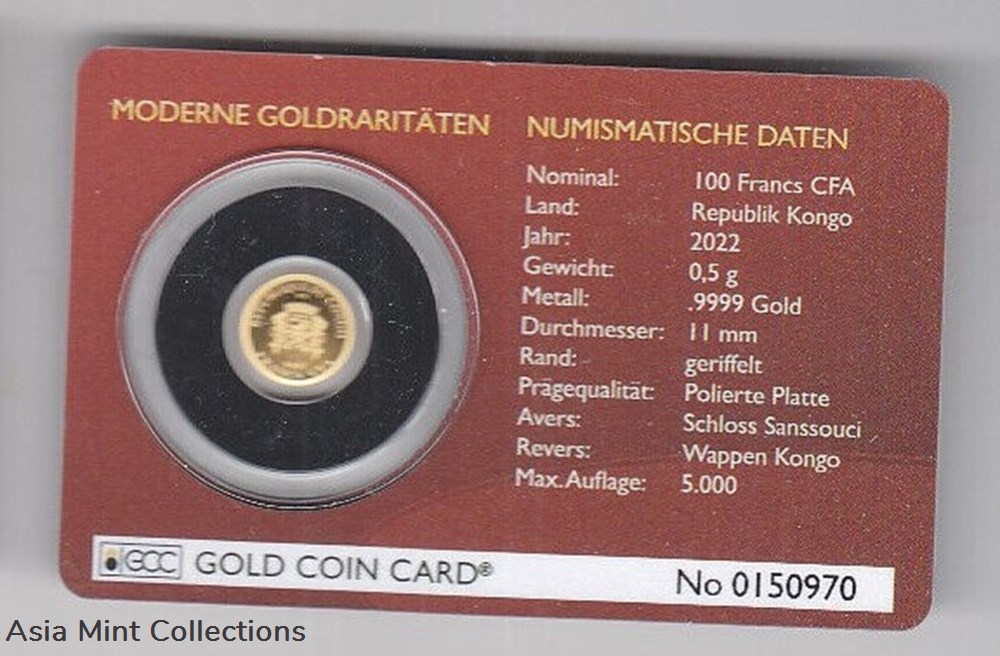 MODERNE GOLDRARITÄTEN
NUMISMATISCHE DATEN
Nominal: 100 Francs CFA
Land: Republik Kongo
Jahr: 2022
Gewicht: 0,5 g
Metall: .9999 Gold
Durchmesser: 11 mm
Rand: geriffelt
Prägequalität: Polierte Platte
Avers: Schloss Sanssouci
Revers: Wappen Kongo
Max. Auflage: 5.000
GCC GOLD COIN CARD® No 0150970
Asia Mint Collections